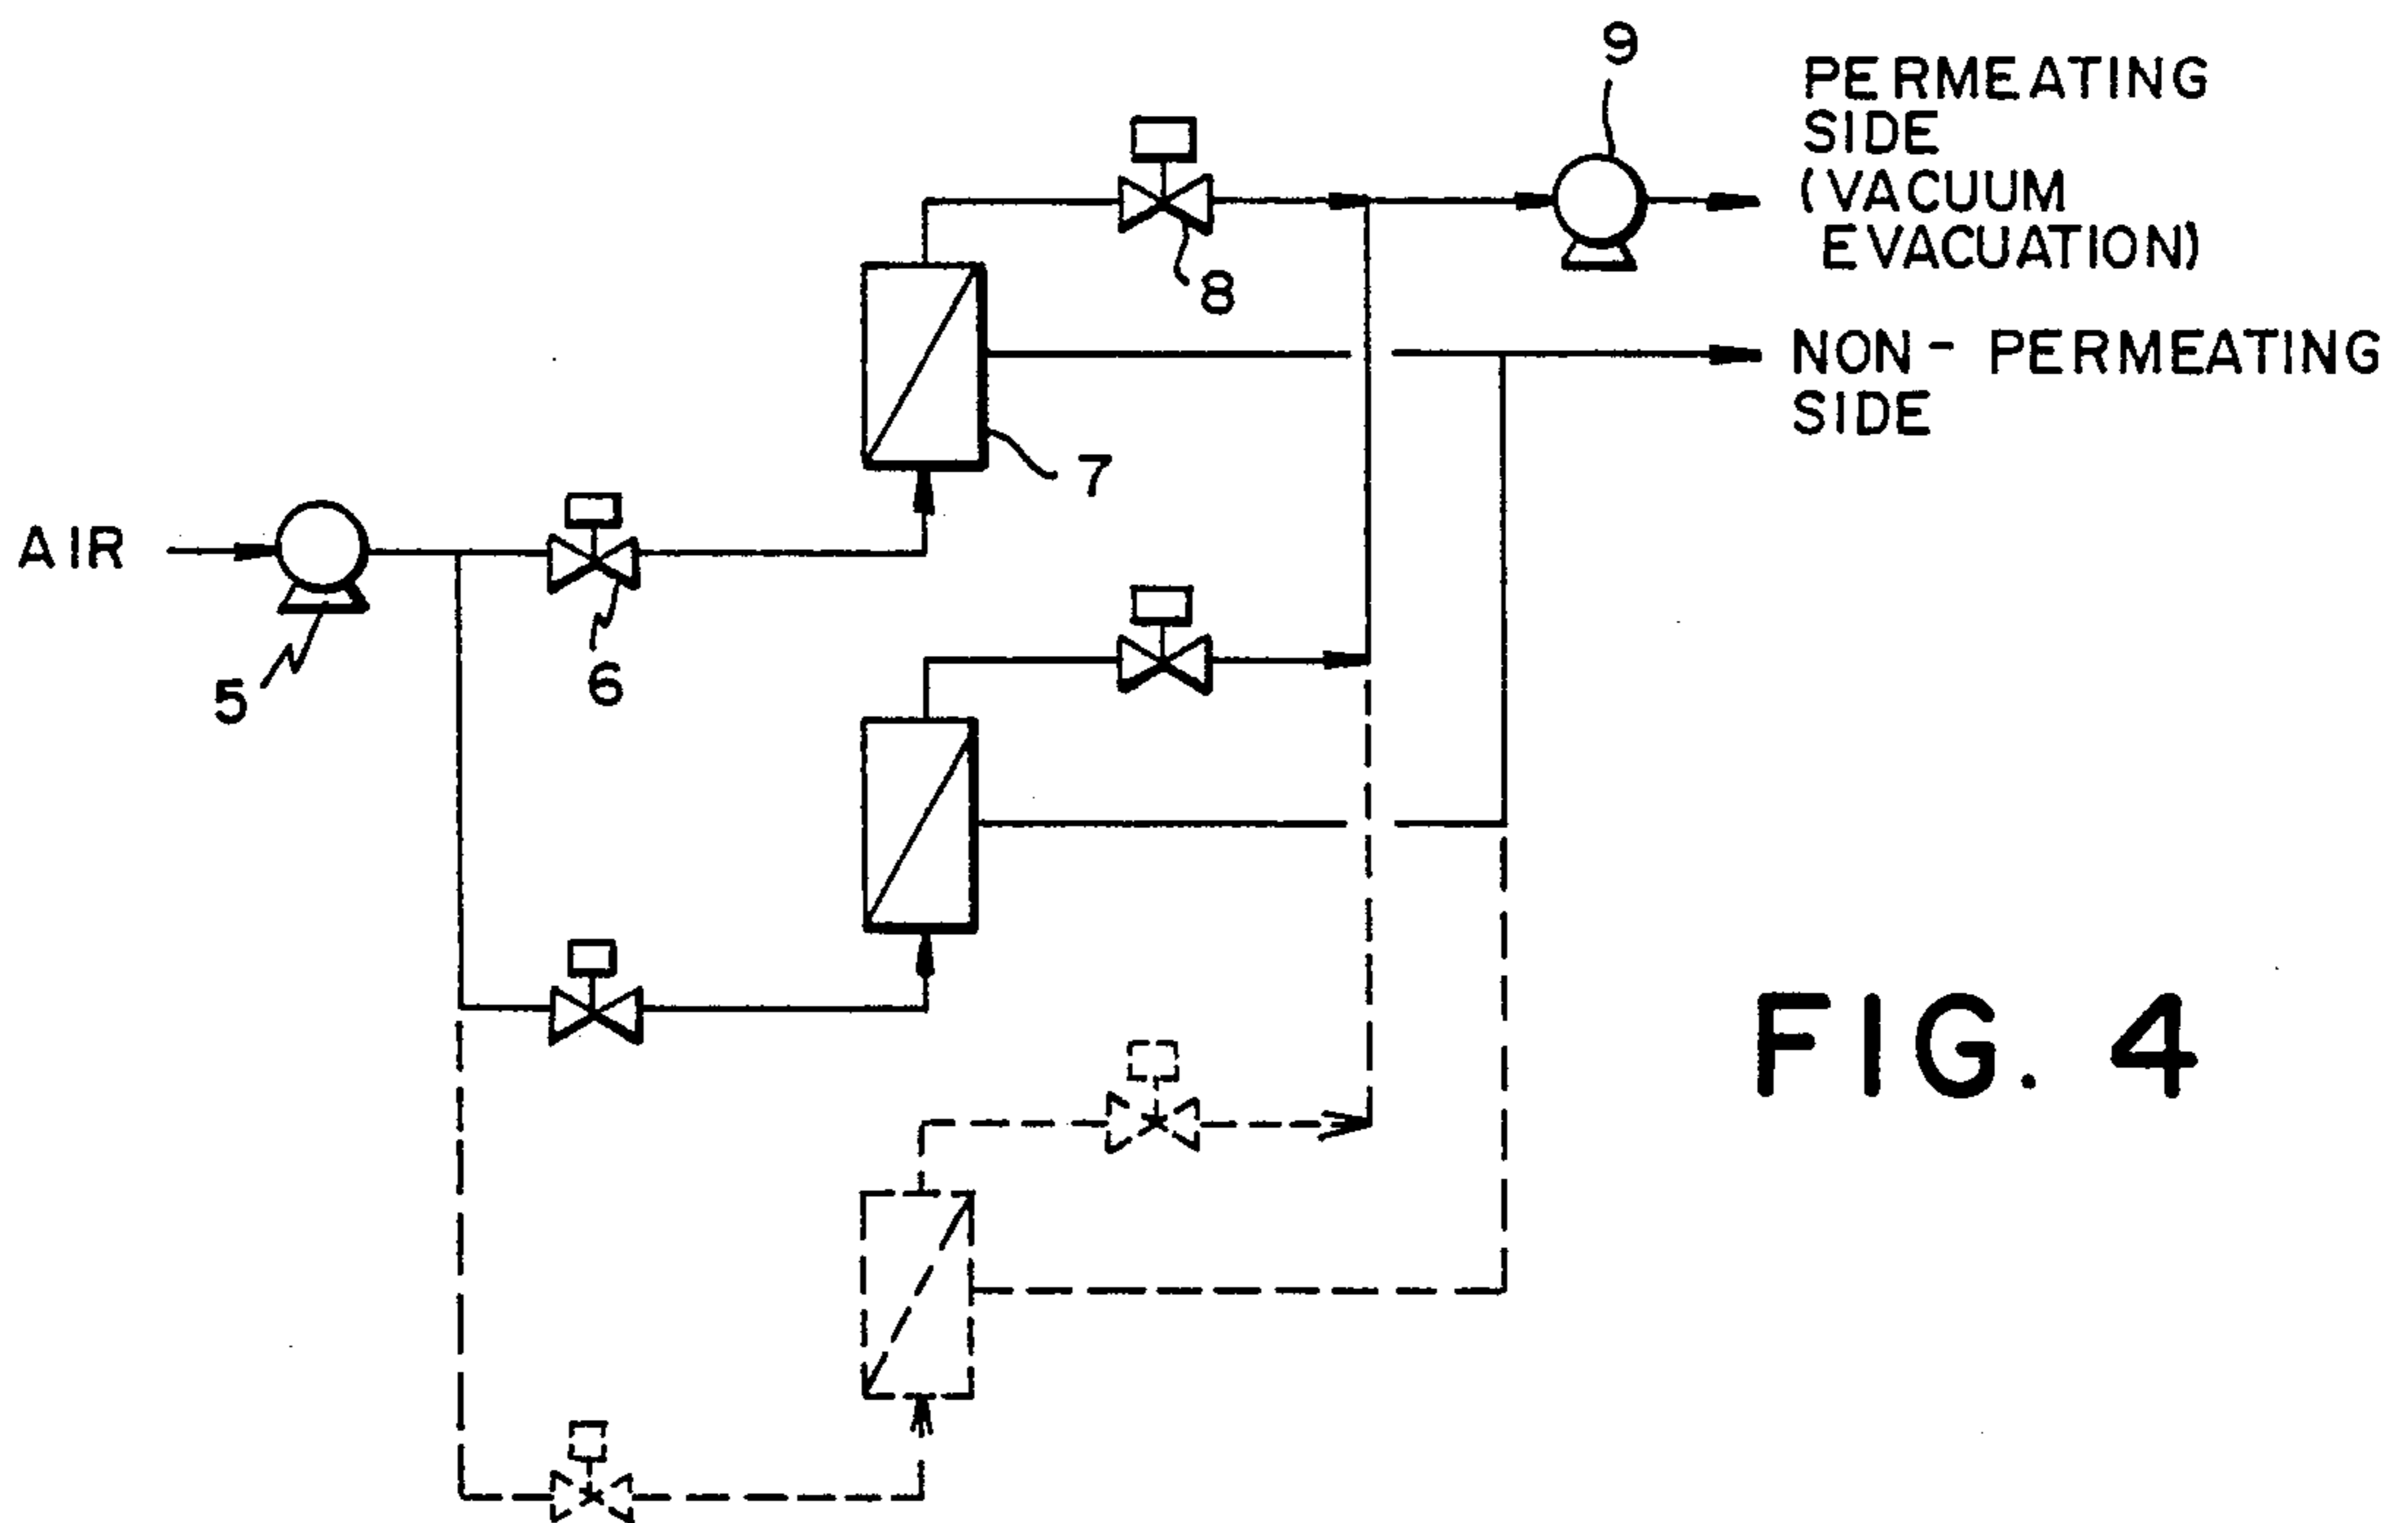 9
PERMEATING
SIDE
(VACUUM
EVACUATION)
8
NON- PERMEATING
SIDE
7
AIR
6
5
FIG. 4